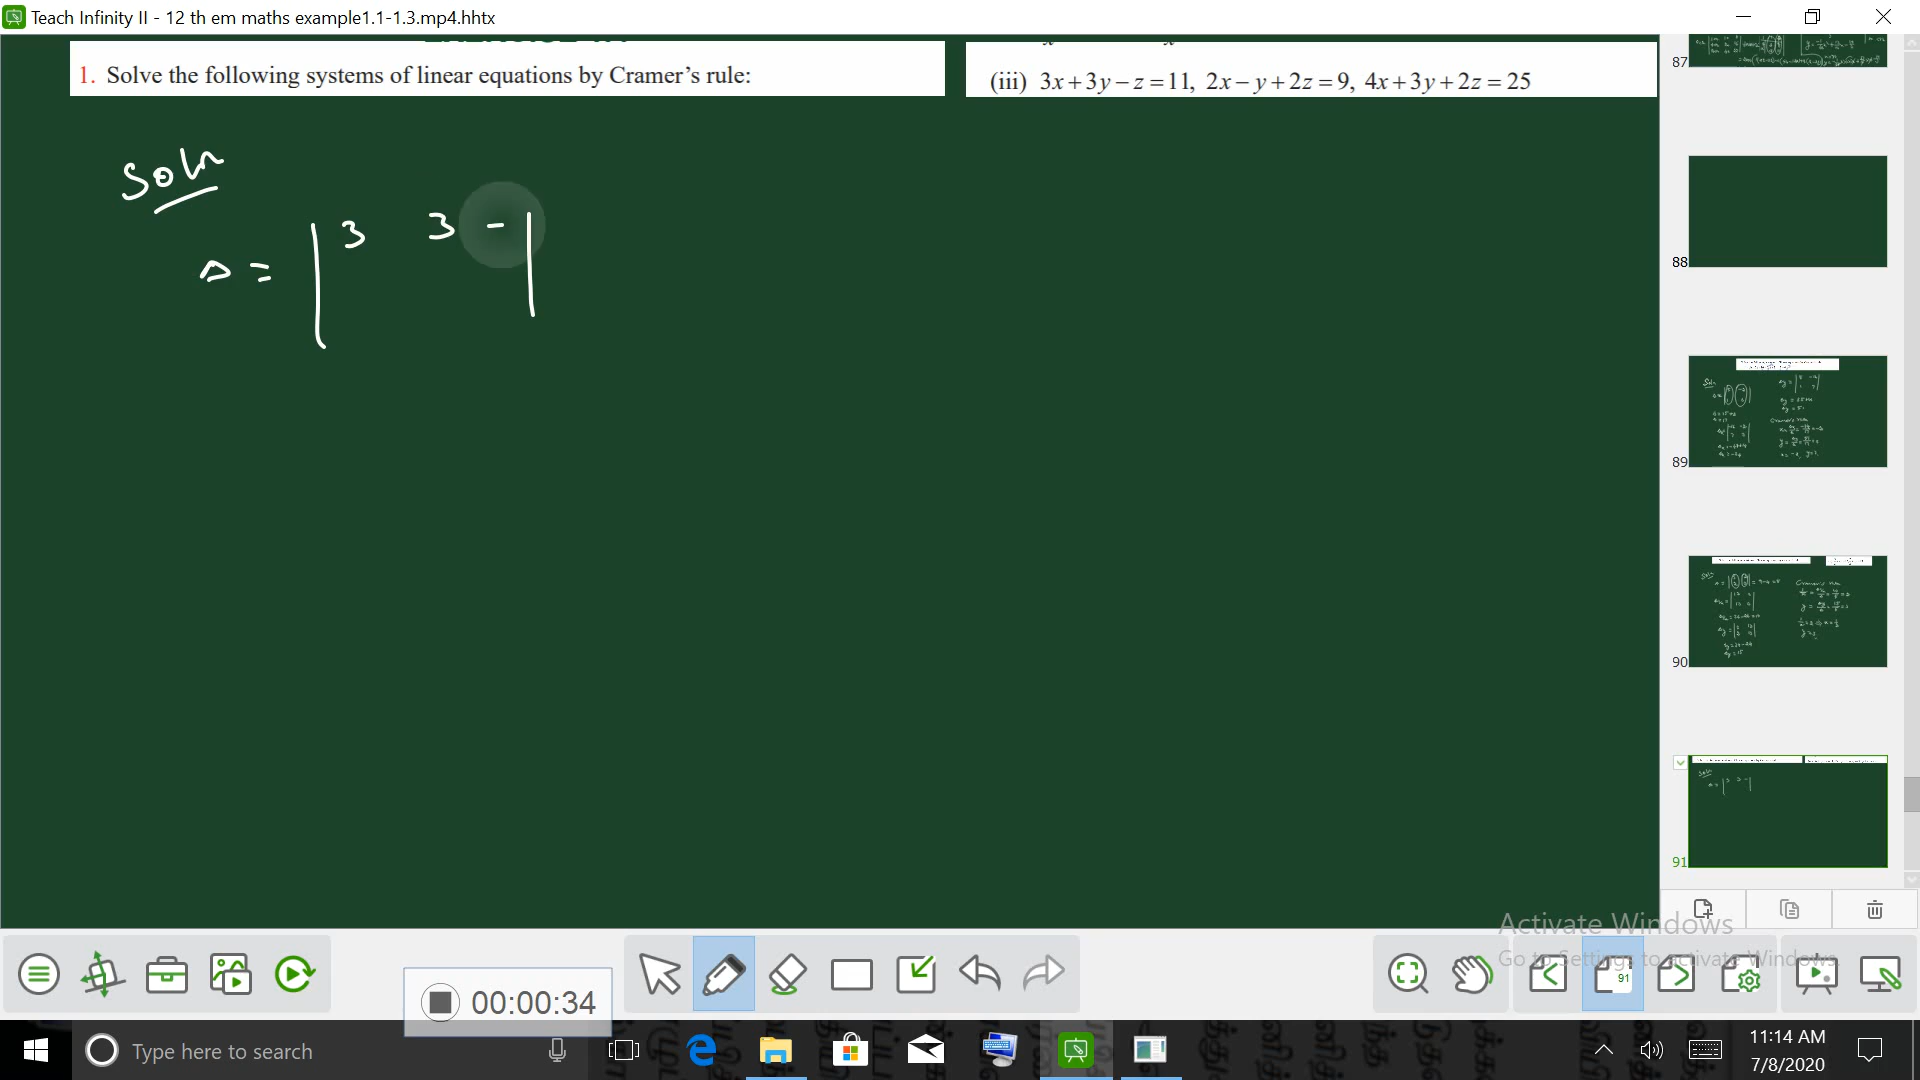 Teach Infinity II - 12 th em maths example1.1-1.3.mp4.hhtx
1. Solve the following systems of linear equations by Cramer's rule:
(iii) 3x+3y−z=11, 2x−y+2z=9, 4x+3y+2z=25
Soln
Δ = | 3 3 - |
87
88
89
90
91
Activate Windows
Go to Settings to activate Windows.
91
00:00:34
Type here to search
11:14 AM
7/8/2020